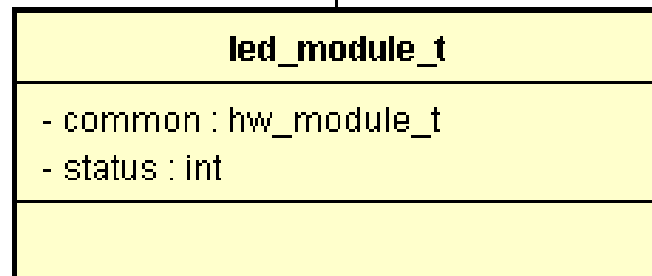 led_module_t
- common : hw_module_t
- status : int